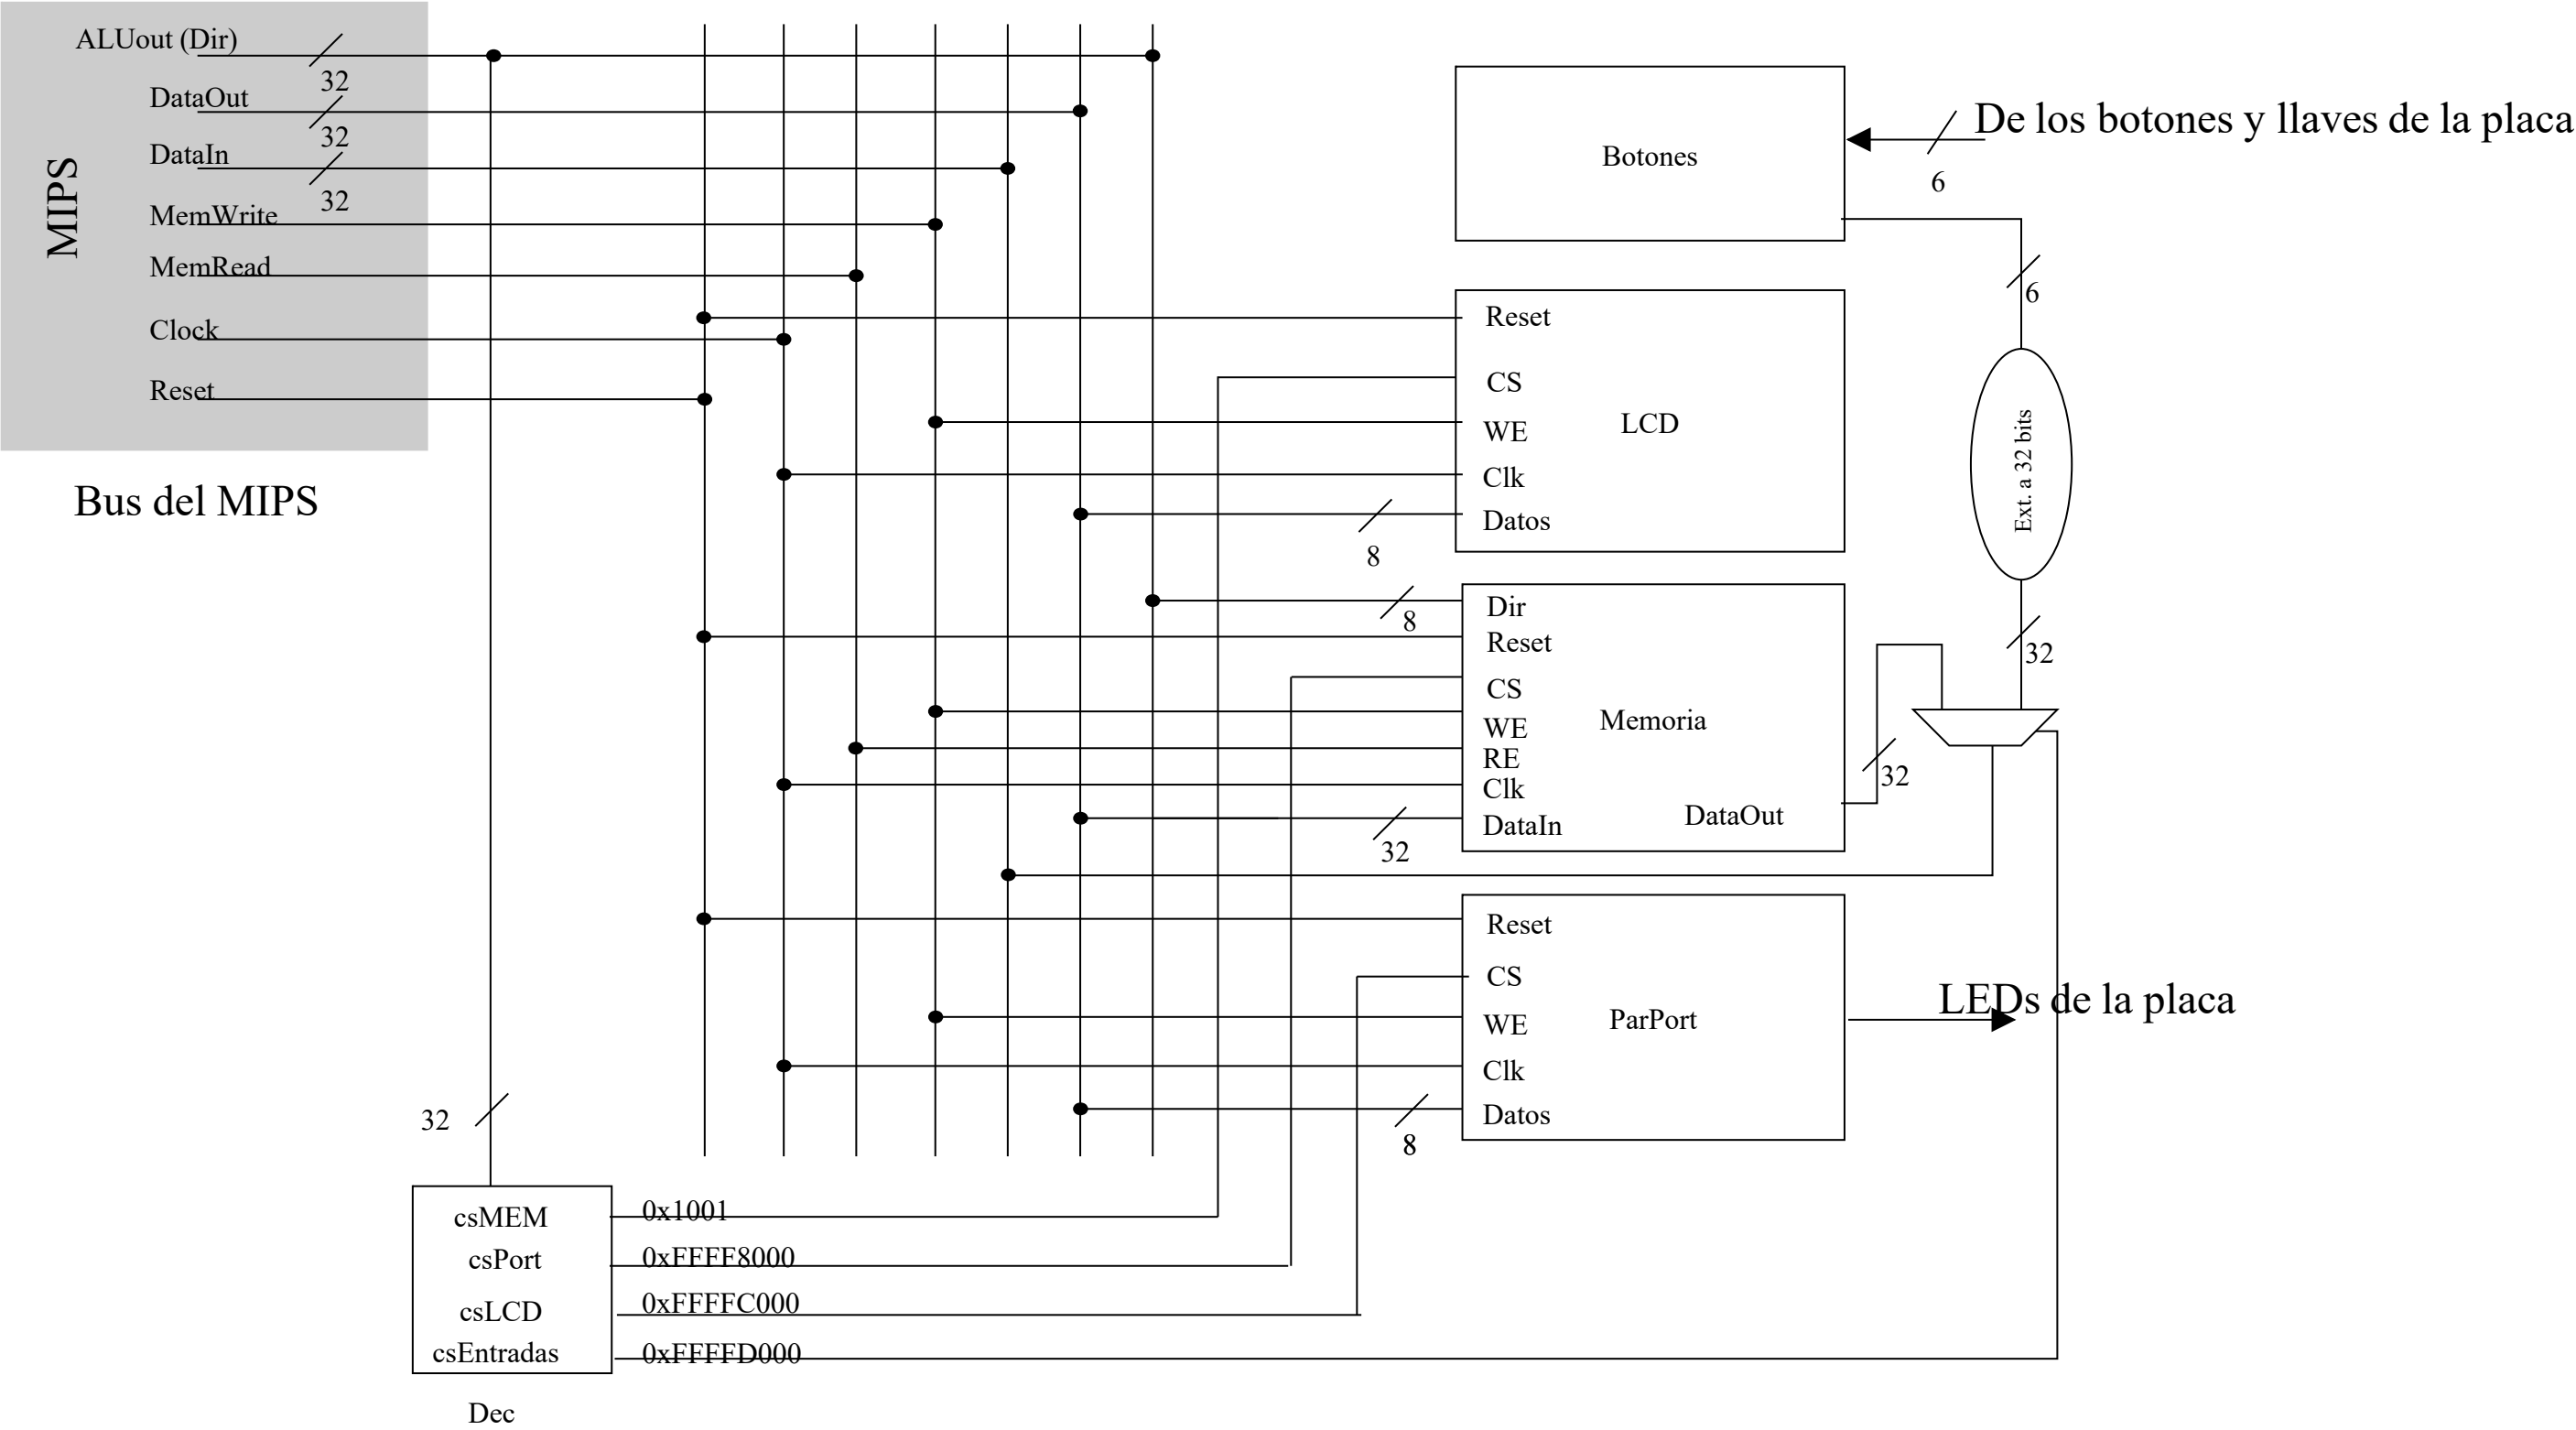 ALUout (Dir)
32
DataOut
32
DataIn
32
MemWrite
MemRead
Clock
Reset
MIPS
Bus del MIPS
Botones
De los botones y llaves de la placa
6
6
Reset
CS
WE
LCD
Clk
Datos
8
Ext. a 32 bits
32
Dir
8
Reset
CS
WE
Memoria
RE
Clk
DataIn
DataOut
32
32
Reset
CS
WE
ParPort
Clk
Datos
8
LEDs de la placa
32
csMEM
0x1001
csPort
0xFFFF8000
csLCD
0xFFFFC000
csEntradas
0xFFFFD000
Dec